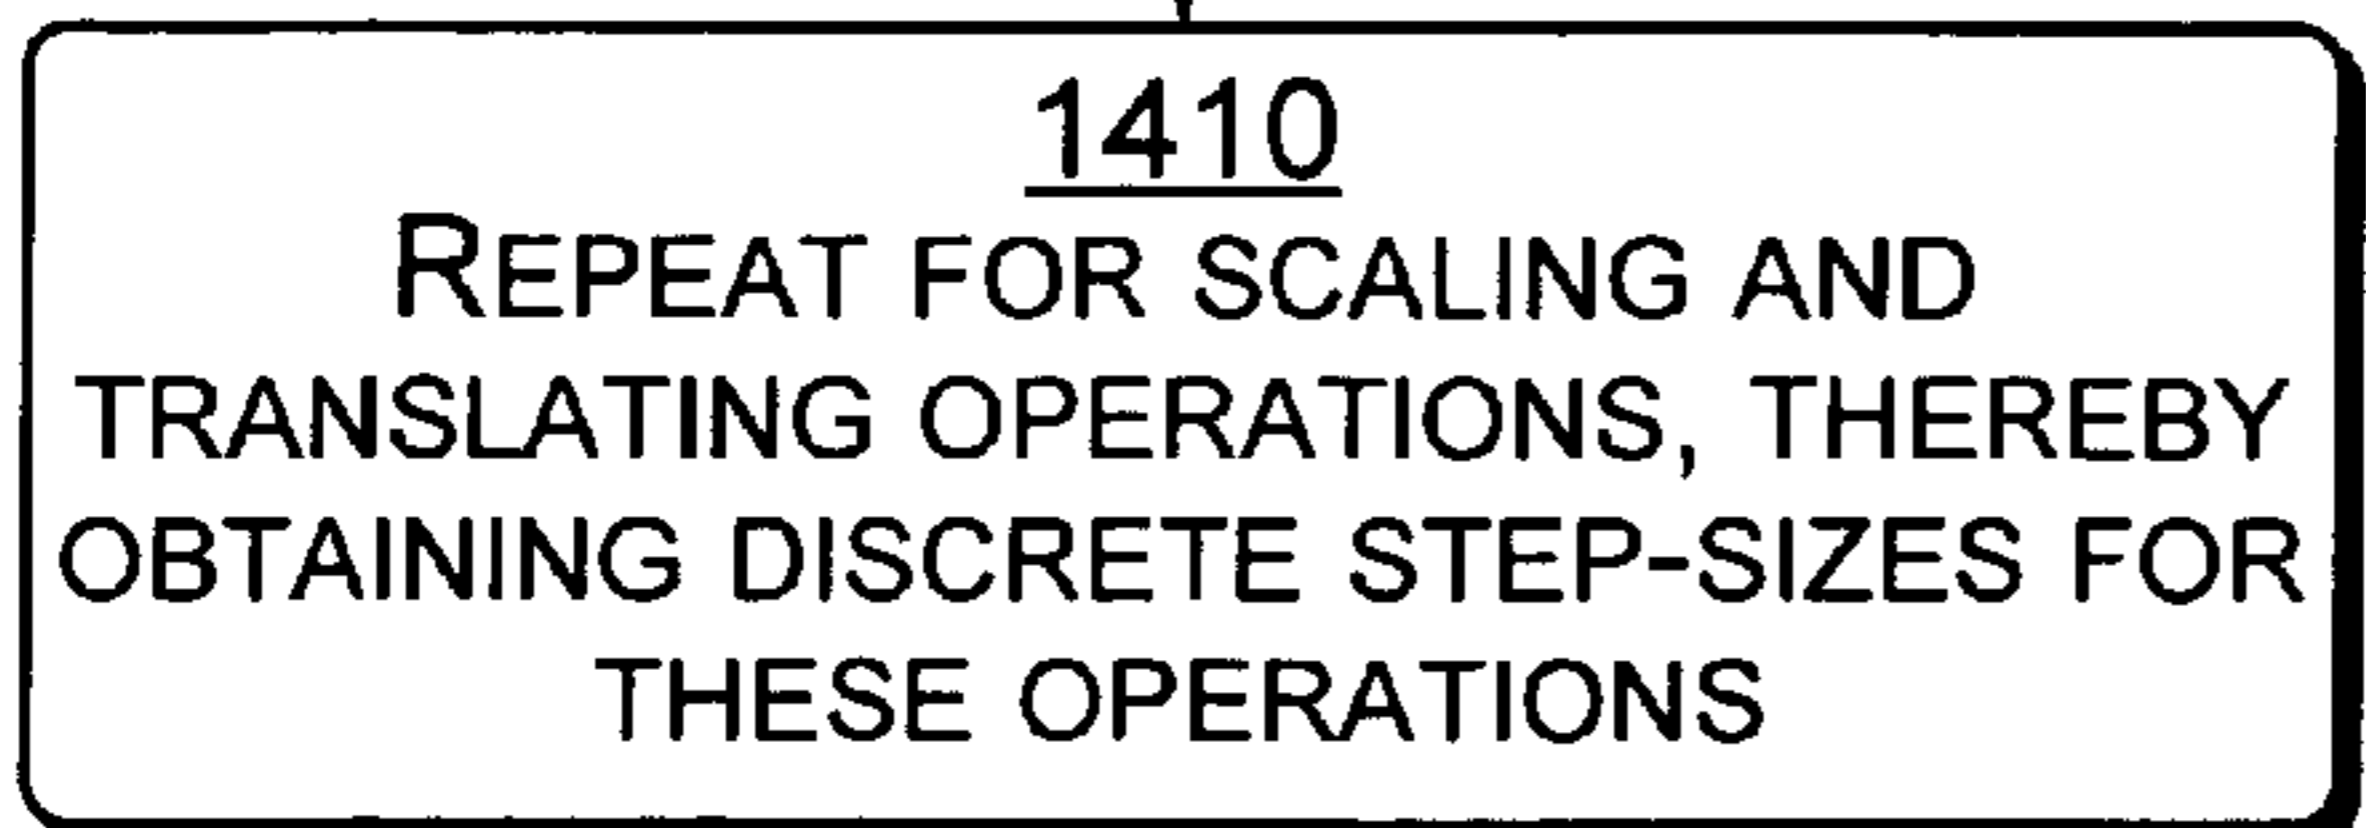 1410
REPEAT FOR SCALING AND
TRANSLATING OPERATIONS, THEREBY
OBTAINING DISCRETE STEP-SIZES FOR
THESE OPERATIONS